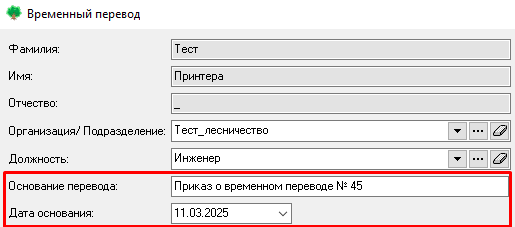 Временный перевод
Фамилия: Тест
Имя: Принтера
Отчество: _
Организация/ Подразделение: Тест_лесничество
Должность: Инженер
Основание перевода: Приказ о временном переводе № 45
Дата основания: 11.03.2025